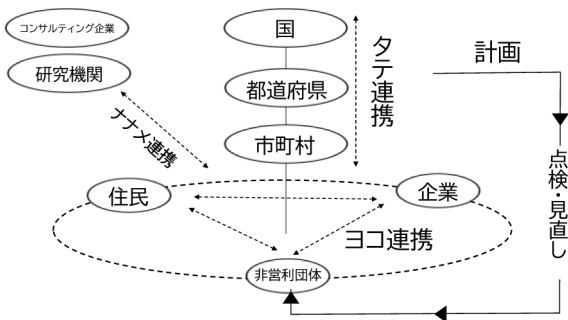 コンサルティング企業
研究機関
ナナメ連携
国
都道府県
市町村
タテ連携
計画
点検・見直し
住民
企業
ヨコ連携
非営利団体